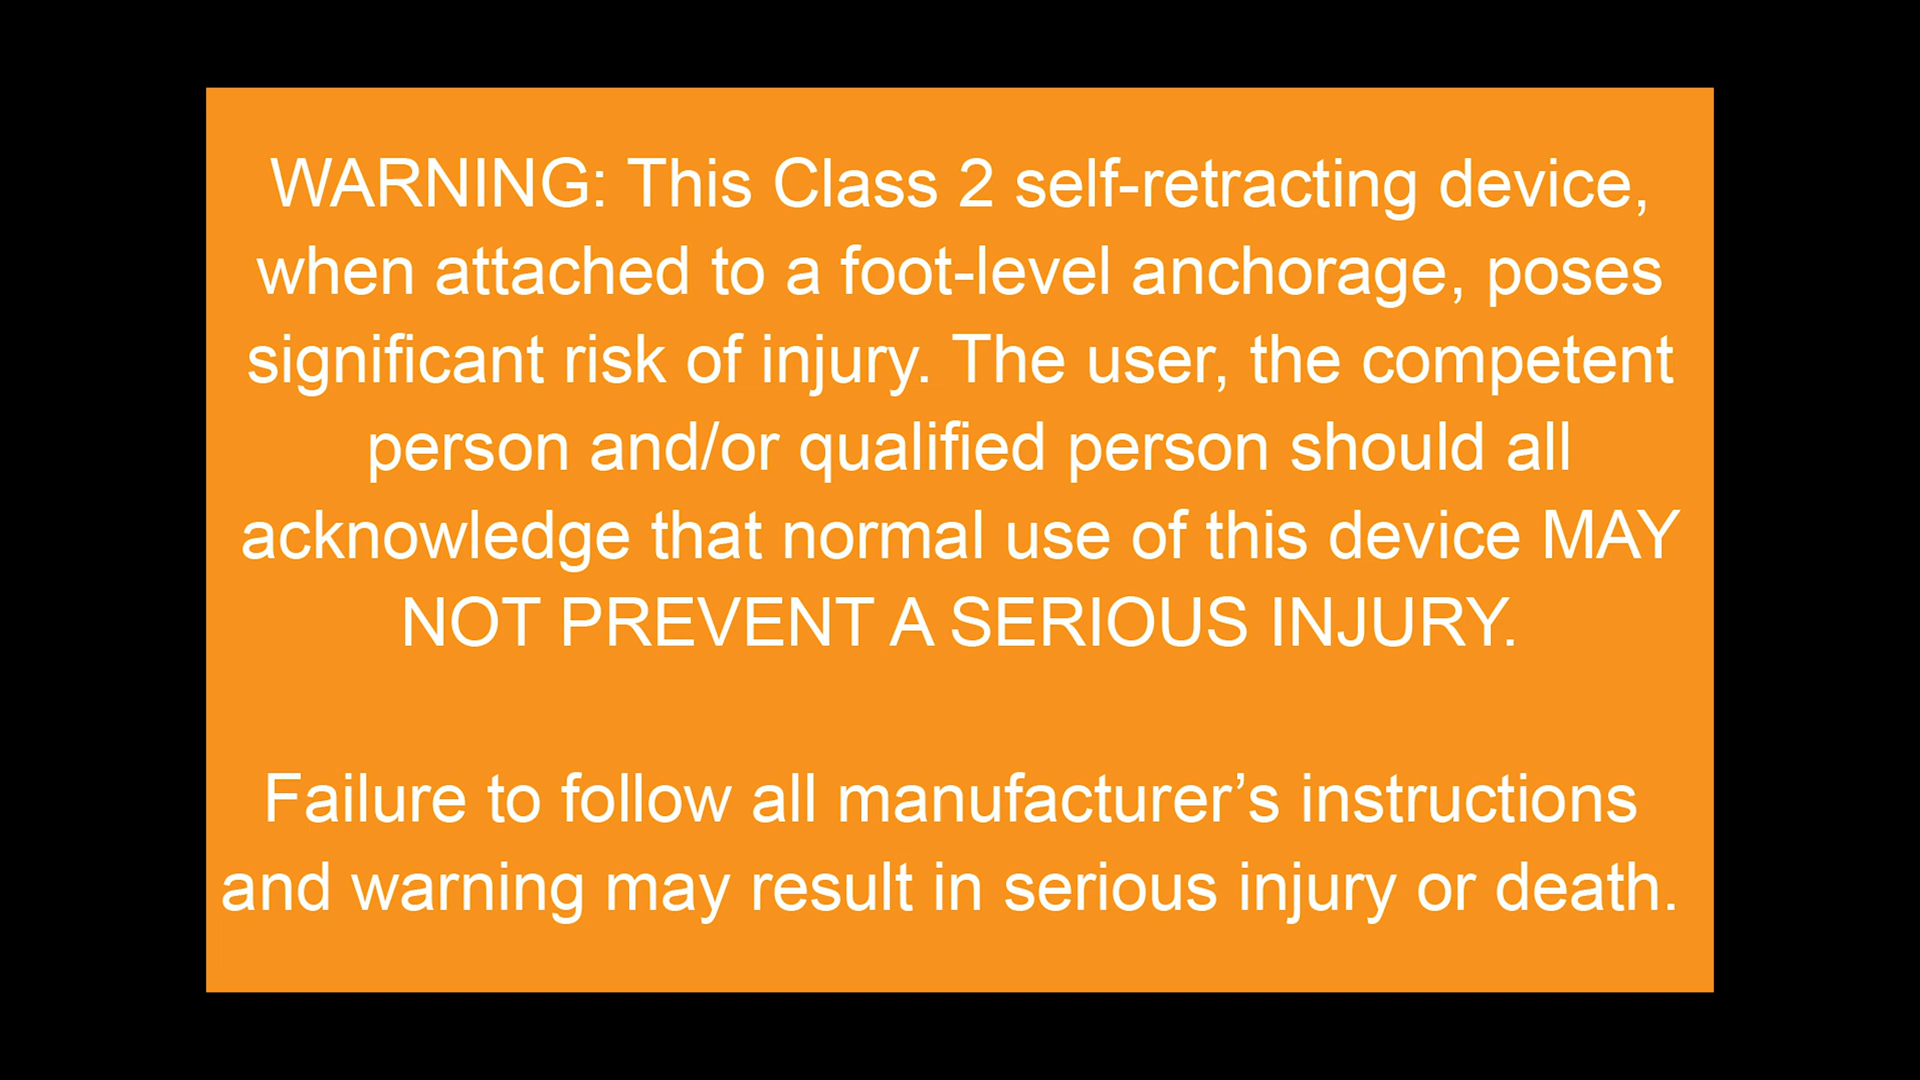 WARNING: This Class 2 self-retracting device,
when attached to a foot-level anchorage, poses
significant risk of injury. The user, the competent
person and/or qualified person should all
acknowledge that normal use of this device MAY
NOT PREVENT A SERIOUS INJURY.
Failure to follow all manufacturer’s instructions
and warning may result in serious injury or death.